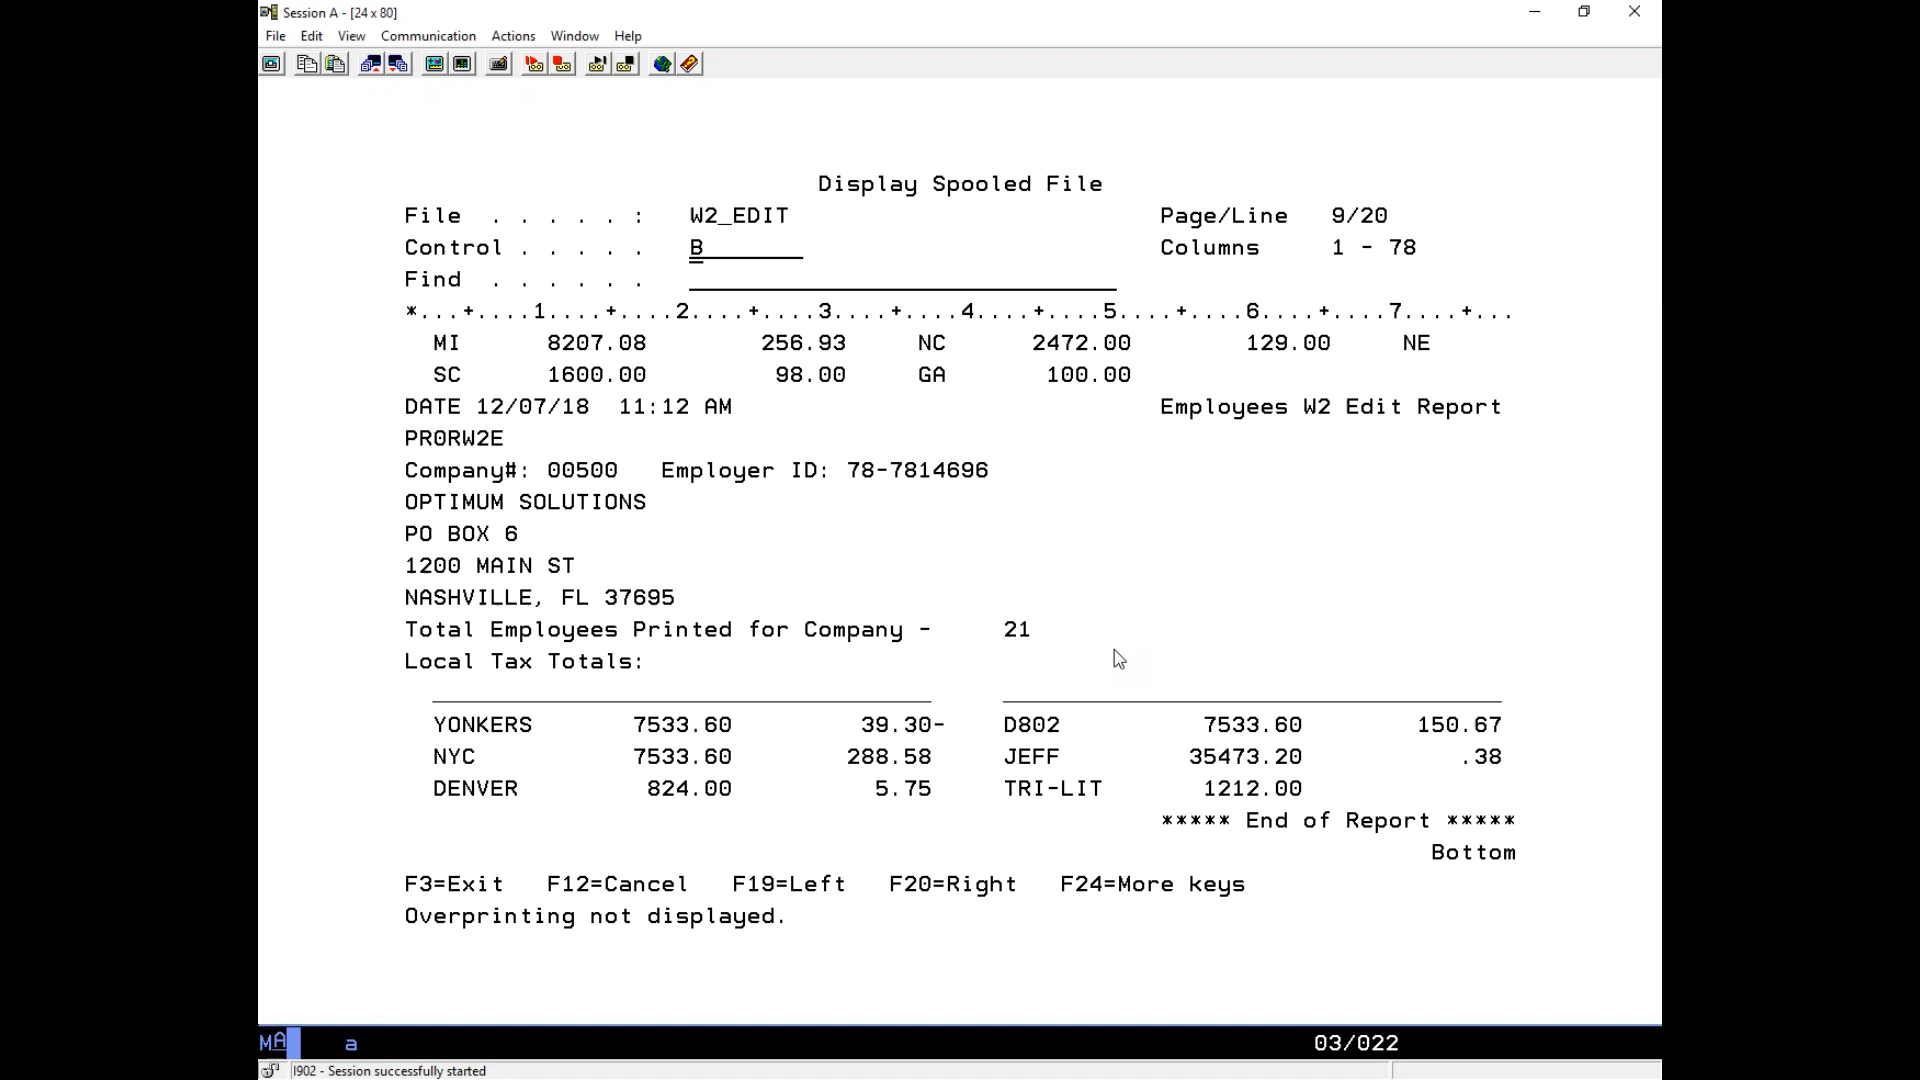 Session A - [24 x 80]
File Edit View Communication Actions Window Help
Display Spooled File
File . . . . . : W2_EDIT Page/Line 9/20
Control . . . . . B Columns 1 - 78
Find . . . . . .
*...+....1....+....2....+....3....+....4....+....5....+....6....+....7....+...
MI 8207.08 256.93 NC 2472.00 129.00 NE
SC 1600.00 98.00 GA 100.00
DATE 12/07/18 11:12 AM Employees W2 Edit Report
PR0RW2E
Company#: 00500 Employer ID: 78-7814696
OPTIMUM SOLUTIONS
PO BOX 6
1200 MAIN ST
NASHVILLE, FL 37695
Total Employees Printed for Company - 21
Local Tax Totals:
YONKERS 7533.60 39.30- D802 7533.60 150.67
NYC 7533.60 288.58 JEFF 35473.20 .38
DENVER 824.00 5.75 TRI-LIT 1212.00
***** End of Report *****
Bottom
F3=Exit F12=Cancel F19=Left F20=Right F24=More keys
Overprinting not displayed.
MA a 03/022
I902 - Session successfully started